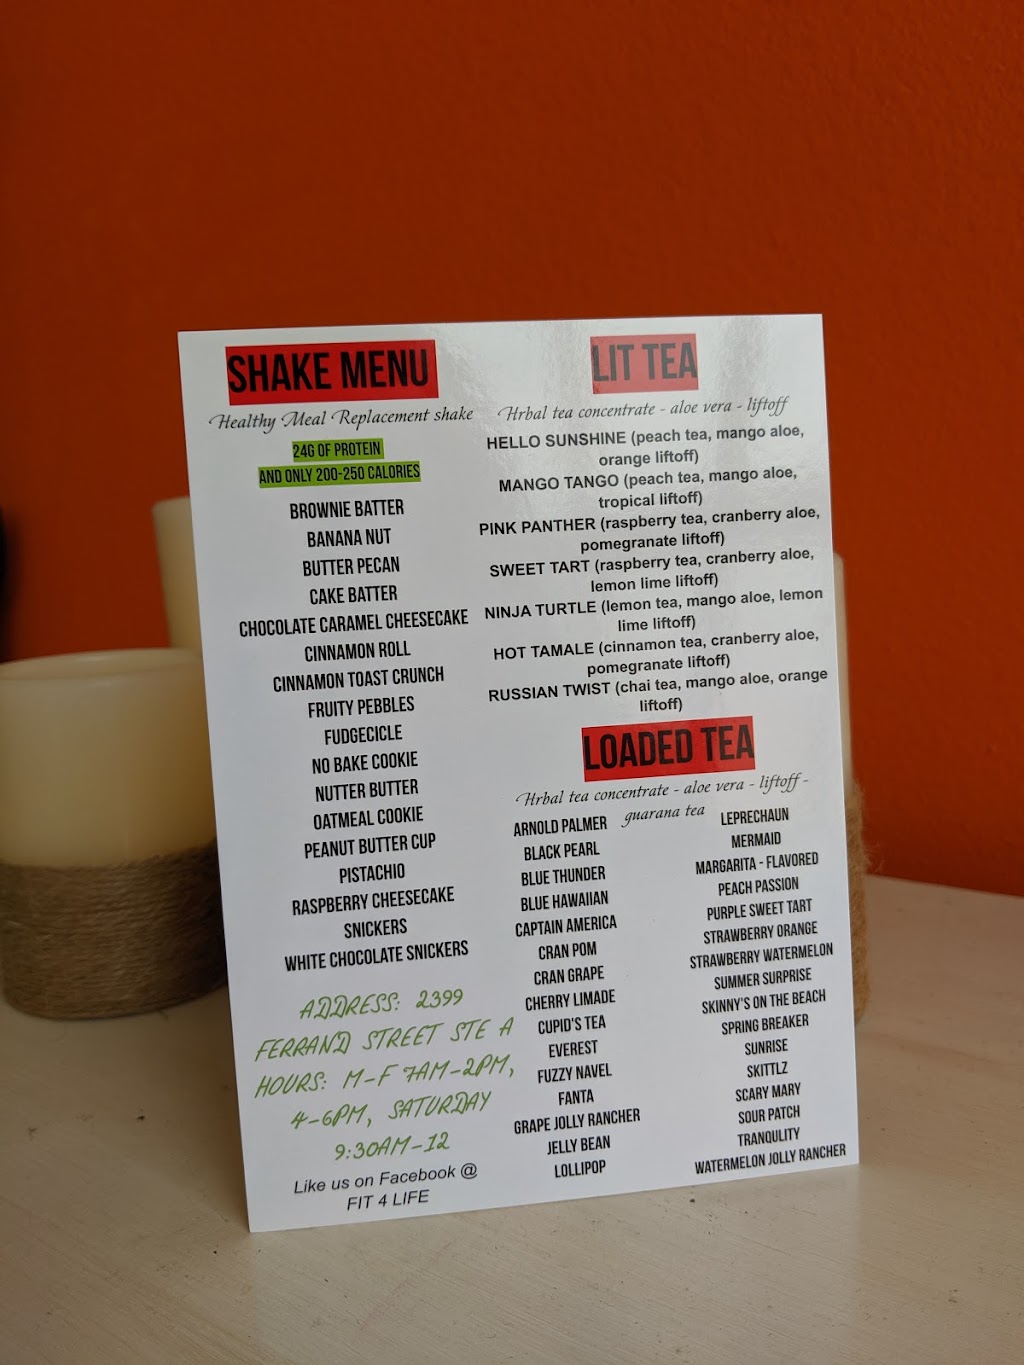 SHAKE MENU
Healthy Meal Replacement shake
24G OF PROTEIN
AND ONLY 200-250 CALORIES
BROWNIE BATTER
BANANA NUT
BUTTER PECAN
CAKE BATTER
CHOCOLATE CARAMEL CHEESECAKE
CINNAMON ROLL
CINNAMON TOAST CRUNCH
FRUITY PEBBLES
FUDGECICLE
NO BAKE COOKIE
NUTTER BUTTER
OATMEAL COOKIE
PEANUT BUTTER CUP
PISTACHIO
RASPBERRY CHEESECAKE
SNICKERS
WHITE CHOCOLATE SNICKERS
ADDRESS: 2399
FERRAND STREET STE A
HOURS: M-F 7AM-2PM,
4-6PM, SATURDAY
9:30AM-12
Like us on Facebook @
FIT 4 LIFE
LIT TEA
Hrbal tea concentrate - aloe vera - liftoff
HELLO SUNSHINE (peach tea, mango aloe,
orange liftoff)
MANGO TANGO (peach tea, mango aloe,
tropical liftoff)
PINK PANTHER (raspberry tea, cranberry aloe,
pomegranate liftoff)
SWEET TART (raspberry tea, cranberry aloe,
lemon lime liftoff)
NINJA TURTLE (lemon tea, mango aloe, lemon
lime liftoff)
HOT TAMALE (cinnamon tea, cranberry aloe,
pomegranate liftoff)
RUSSIAN TWIST (chai tea, mango aloe, orange
liftoff)
LOADED TEA
Hrbal tea concentrate - aloe vera - liftoff -
guarana tea
ARNOLD PALMER
BLACK PEARL
BLUE THUNDER
BLUE HAWAIIAN
CAPTAIN AMERICA
CRAN POM
CRAN GRAPE
CHERRY LIMADE
CUPID'S TEA
EVEREST
FUZZY NAVEL
FANTA
GRAPE JOLLY RANCHER
JELLY BEAN
LOLLIPOP
LEPRECHAUN
MERMAID
MARGARITA - FLAVORED
PEACH PASSION
PURPLE SWEET TART
STRAWBERRY ORANGE
STRAWBERRY WATERMELON
SUMMER SURPRISE
SKINNY'S ON THE BEACH
SPRING BREAKER
SUNRISE
SKITTLZ
SCARY MARY
SOUR PATCH
TRANQULITY
WATERMELON JOLLY RANCHER